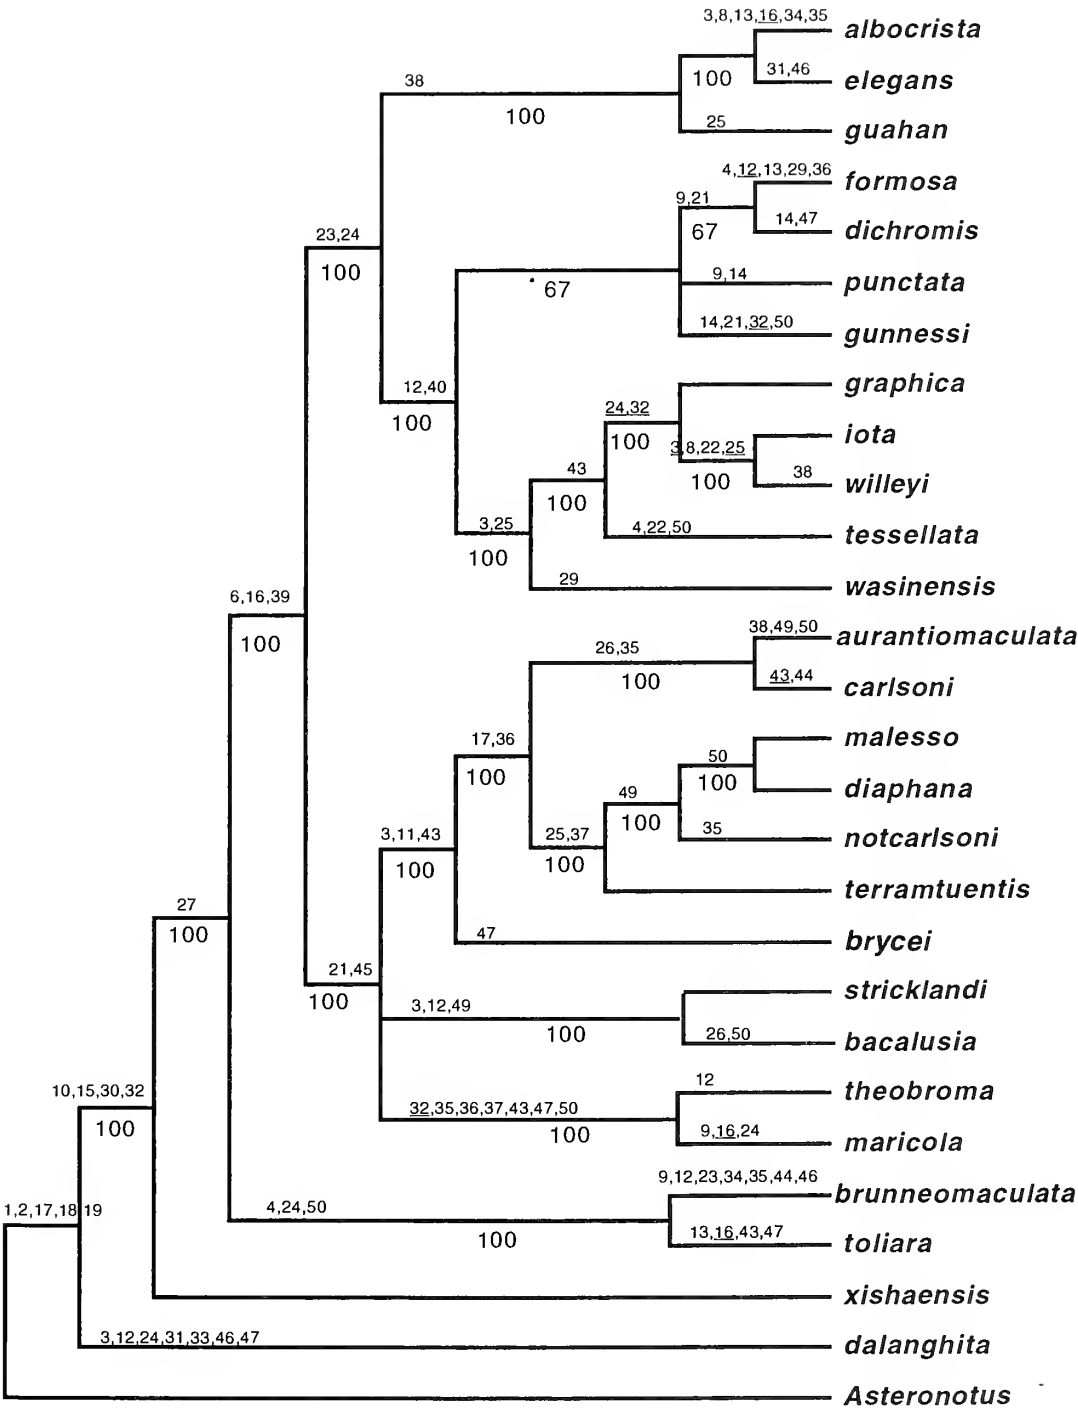 3,8,13,16,34,35
albocrista
100
31,46
elegans
38
100
25
guahan
4,12,13,29,36
formosa
9,21
67
14,47
dichromis
23,24
100
67
9,14
punctata
14,21,32,50
gunnessi
12,40
100
graphica
24,32
100
3,8,22,25
100
iota
38
willeyi
43
100
3,25
100
4,22,50
tessellata
29
wasinensis
6,16,39
100
38,49,50
aurantiomaculata
26,35
100
43,44
carlsoni
17,36
100
malesso
50
100
diaphana
49
100
35
notcarlsoni
3,11,43
100
25,37
100
terramtuentis
47
brycei
27
100
21,45
100
stricklandi
3,12,49
100
26,50
bacalusia
10,15,30,32
100
12
theobroma
32,35,36,37,43,47,50
100
9,16,24
maricola
9,12,23,34,35,44,46
brunneomaculata
1,2,17,18,19
4,24,50
100
13,16,43,47
toliara
xishaensis
3,12,24,31,33,46,47
dalanghita
Asteronotus